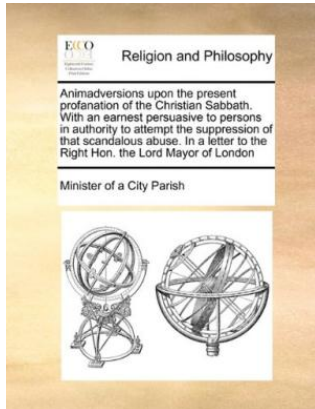 ECCO
Religion and Philosophy
Animadversions upon the present
profanation of the Christian Sabbath.
With an earnest persuasive to persons
in authority to attempt the suppression of
that scandalous abuse. In a letter to the
Right Hon. the Lord Mayor of London
Minister of a City Parish